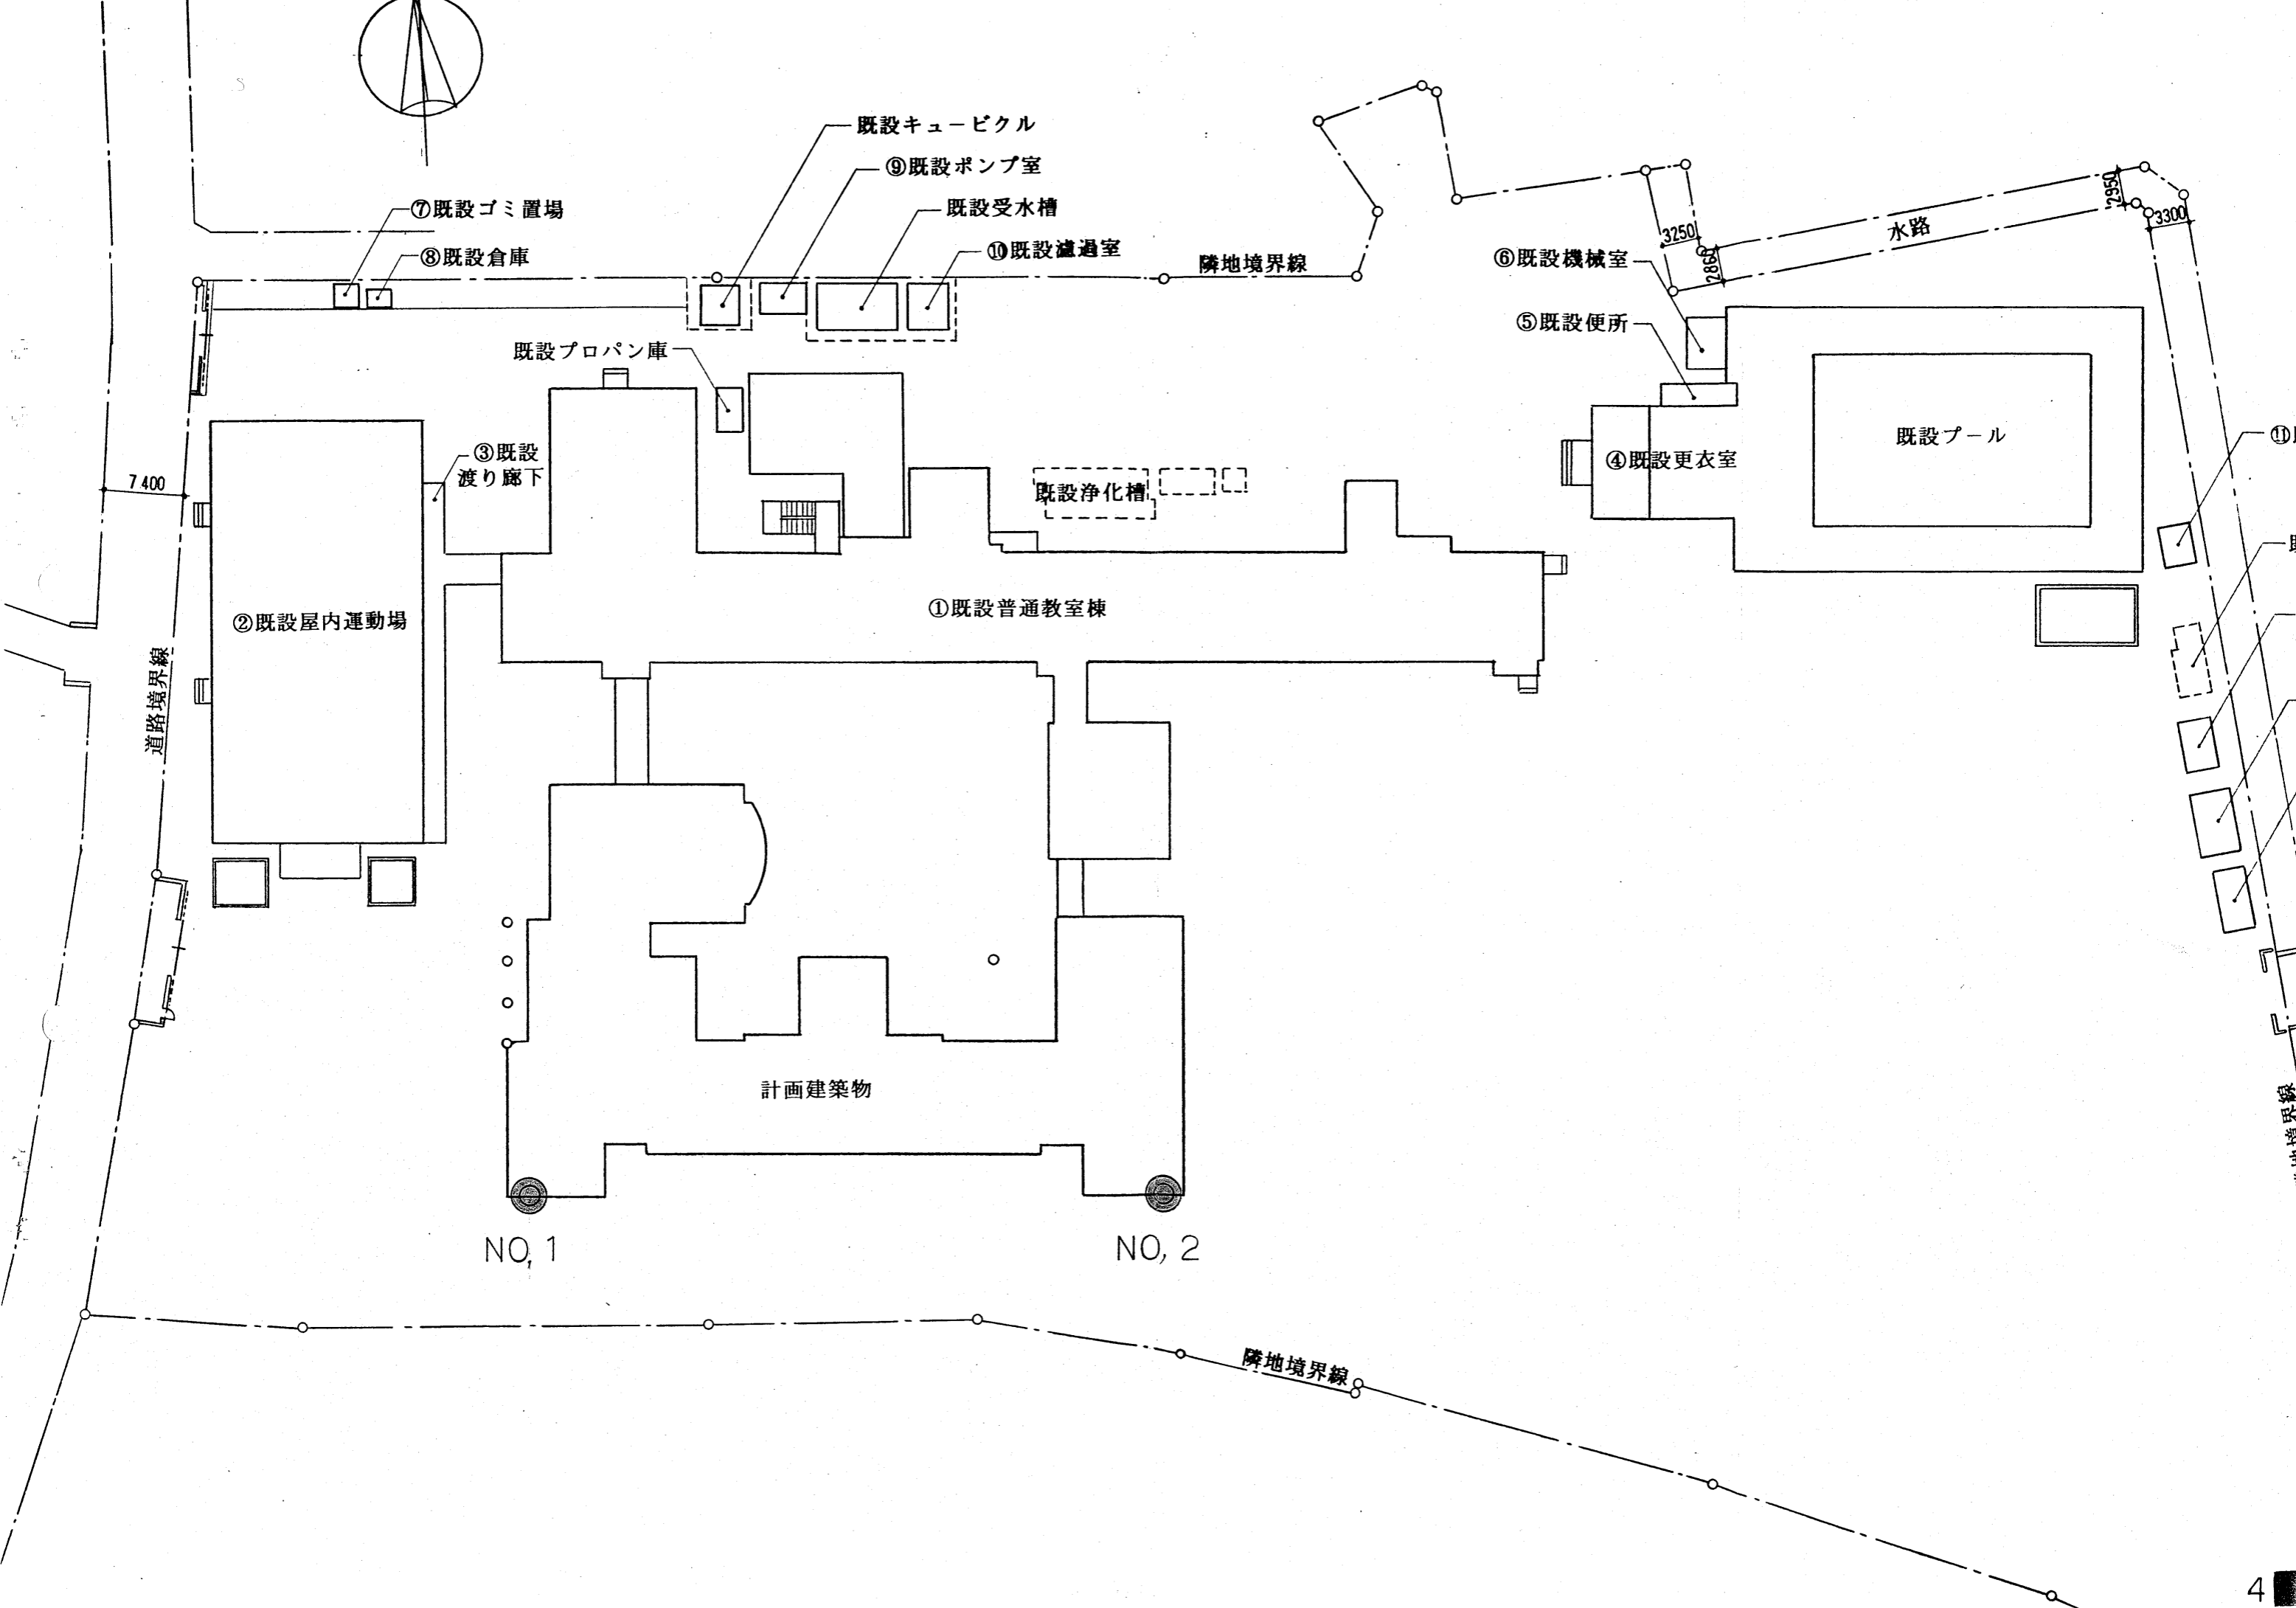 既設キュービクル
⑨既設ポンプ室
⑦既設ゴミ置場
既設受水槽
⑧既設倉庫
⑩既設濾過室
隣地境界線
3250
2860
水路
2950
3300
⑥既設機械室
⑤既設便所
既設プロパン庫
③既設
渡り廊下
7400
既設浄化槽
④既設更衣室
既設プール
⑪
①既設普通教室棟
②既設屋内運動場
道路境界線
計画建築物
NO, 1
NO, 2
隣地境界線
地境界線
4